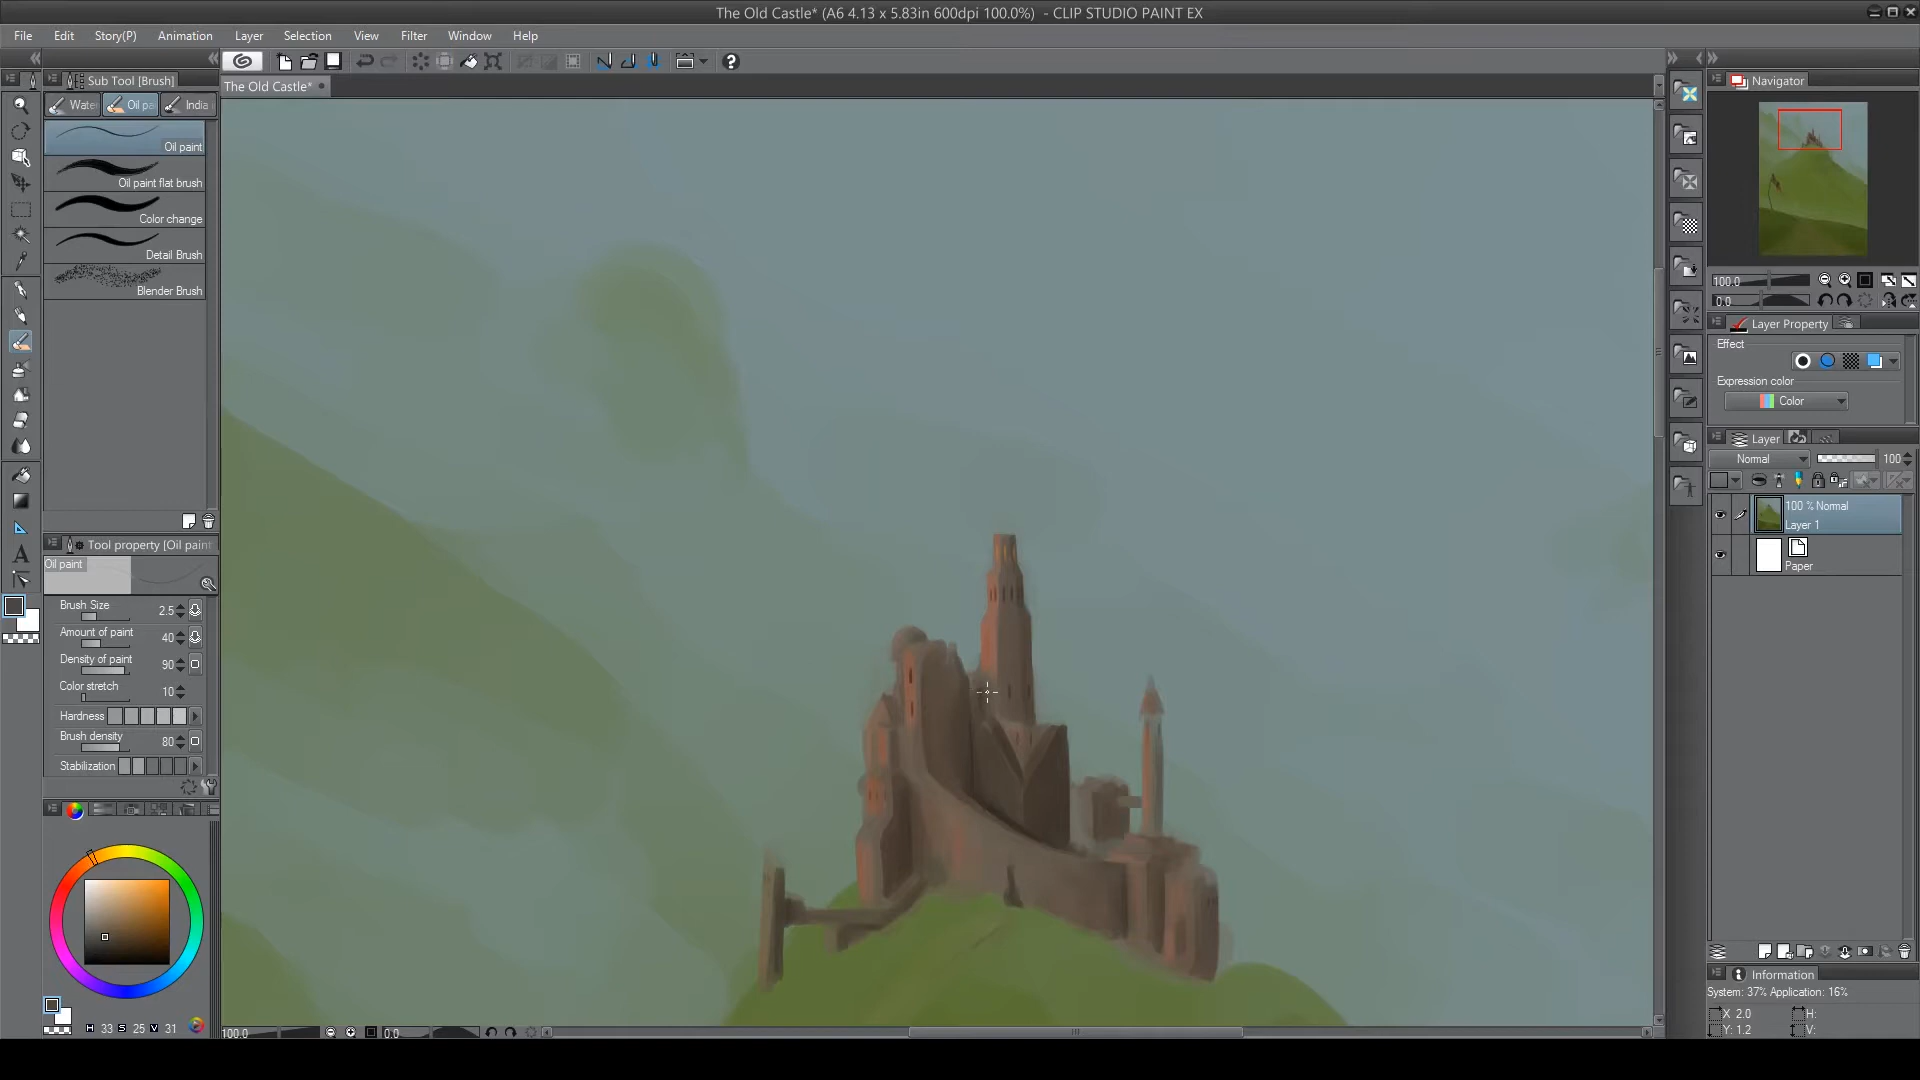 The Old Castle* (A6 4.13 x 5.83in 600dpi 100.0%) - CLIP STUDIO PAINT EX
File Edit Story(P) Animation Layer Selection View Filter Window Help
Sub Tool [Brush]
The Old Castle*
Navigator
Wate Oil pa India
Oil paint
Oil paint flat brush
Color change
Detail Brush
Blender Brush
100.0
0.0
Layer Property
Effect
Expression color
Color
Layer
Normal 100
100 % Normal
Layer 1
Paper
Tool property [Oil paint
Oil paint
Brush Size 2.5
Amount of paint 40
Density of paint 90
Color stretch 10
Hardness
Brush density 80
Stabilization
A
H 33 S 25 V 31
100.0 0.0
Information
System: 37% Application: 16%
X 2.0 H:
Y: 1.2 V: